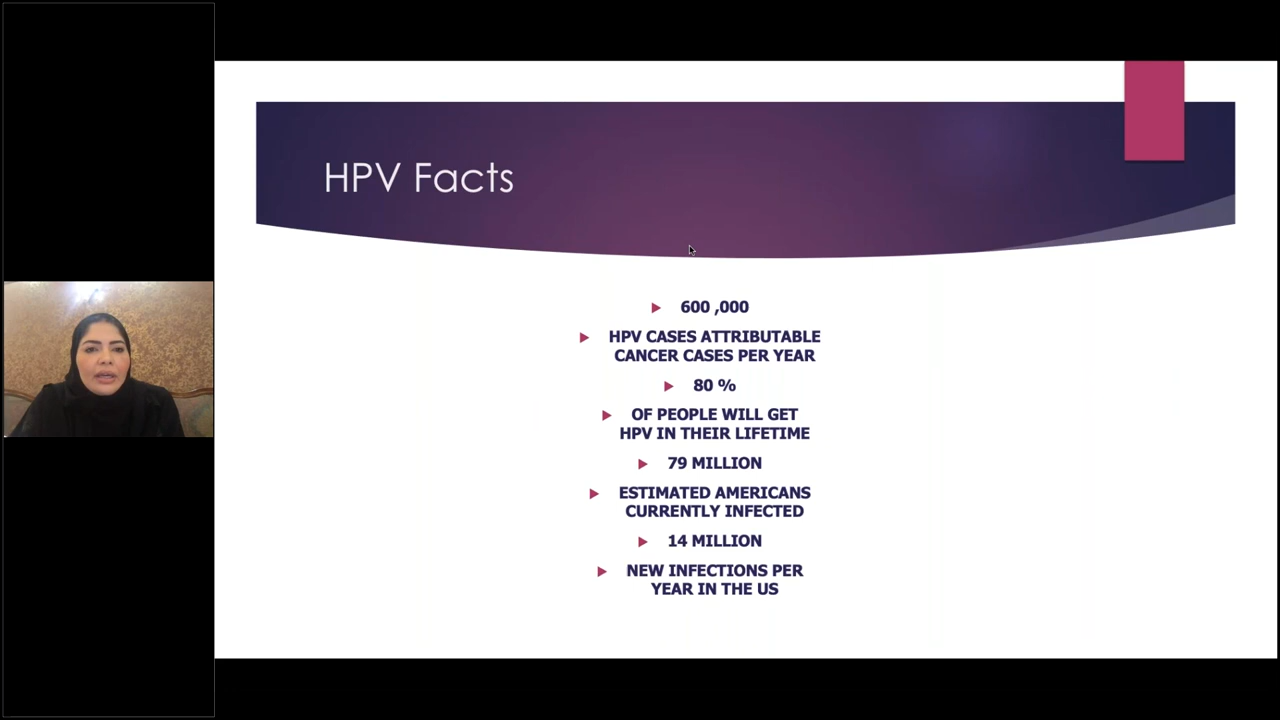 HPV Facts
600 ,000
HPV CASES ATTRIBUTABLE
CANCER CASES PER YEAR
80 %
OF PEOPLE WILL GET
HPV IN THEIR LIFETIME
79 MILLION
ESTIMATED AMERICANS
CURRENTLY INFECTED
14 MILLION
NEW INFECTIONS PER
YEAR IN THE US